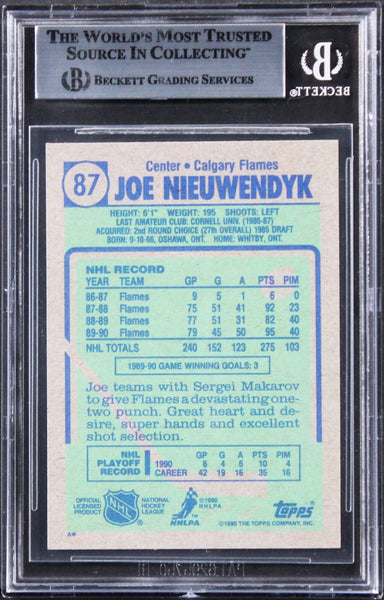 THE WORLD'S MOST TRUSTED
SOURCE IN COLLECTING™
BECKETT GRADING SERVICES
BECKETT
87
Center • Calgary Flames
JOE NIEUWENDYK
HEIGHT: 6'1" WEIGHT: 195 SHOOTS: LEFT
LAST AMATEUR CLUB: CORNELL UNIV. (1986-87)
ACQUIRED: 2nd ROUND CHOICE (27th OVERALL) 1985 DRAFT
BORN: 9-10-66, OSHAWA, ONT. HOME: WHITBY, ONT.
NHL RECORD
YEAR TEAM GP G A PTS PIM
86-87 Flames 9 5 1 6 0
87-88 Flames 75 51 41 92 23
88-89 Flames 77 51 31 82 40
89-90 Flames 79 45 50 95 40
NHL TOTALS 240 152 123 275 103
1989-90 GAME WINNING GOALS: 3
Joe teams with Sergei Makarov
to give Flames a devastating one-
two punch. Great heart and de-
sire, super hands and excellent
shot selection.
NHL PLAYOFF RECORD
GP G A PTS PIM
1990 6 4 6 10 4
CAREER 42 19 16 35 16
OFFICIAL LICENSED PRODUCT
NHL
NATIONAL HOCKEY LEAGUE
NHLPA
©1990 NHLPA
TOPPS
©1990 THE TOPPS COMPANY, INC.
A*